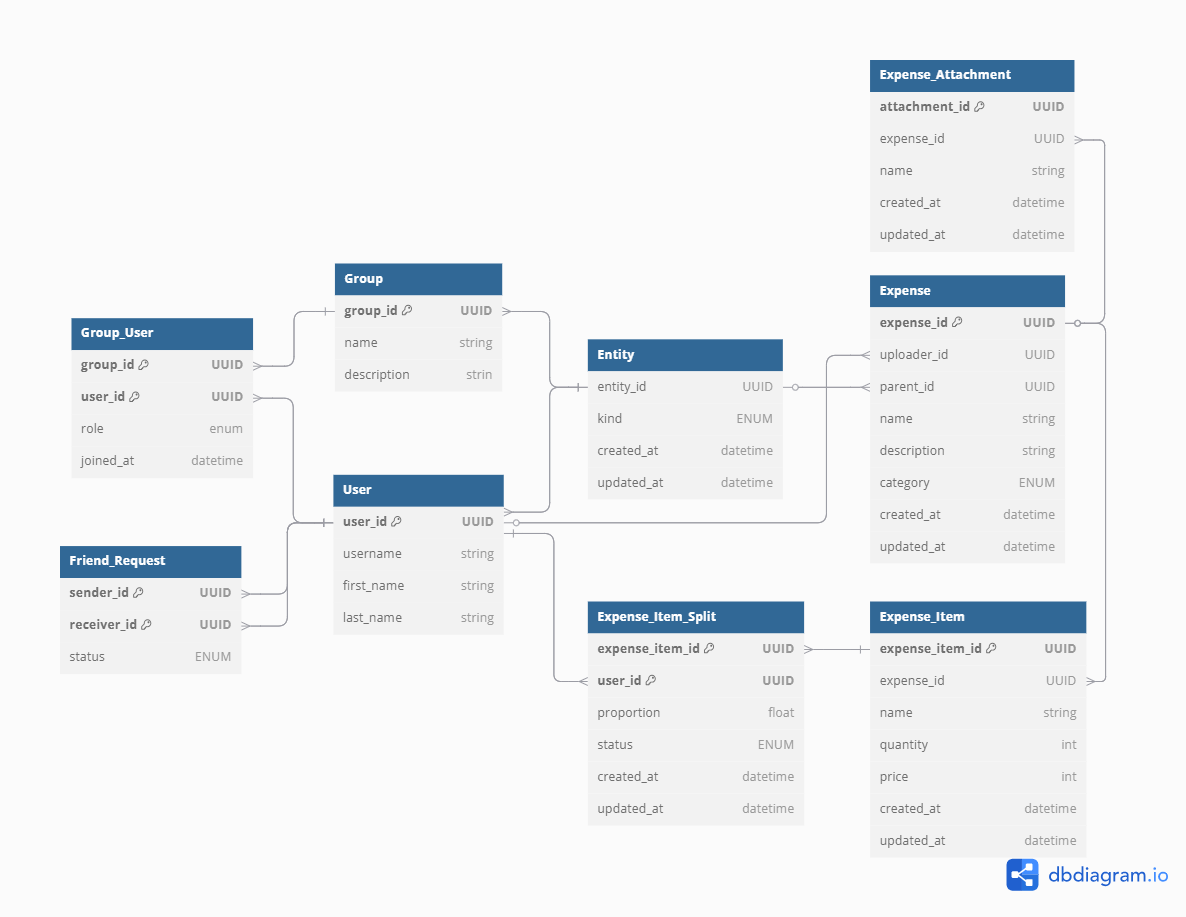 Expense_Attachment
attachment_id UUID
expense_id UUID
name string
created_at datetime
updated_at datetime
Group
group_id UUID
name string
description strin
Expense
expense_id UUID
uploader_id UUID
parent_id UUID
name string
description string
category ENUM
created_at datetime
updated_at datetime
Group_User
group_id UUID
user_id UUID
role enum
joined_at datetime
Entity
entity_id UUID
kind ENUM
created_at datetime
updated_at datetime
User
user_id UUID
username string
first_name string
last_name string
Friend_Request
sender_id UUID
receiver_id UUID
status ENUM
Expense_Item_Split
expense_item_id UUID
user_id UUID
proportion float
status ENUM
created_at datetime
updated_at datetime
Expense_Item
expense_item_id UUID
expense_id UUID
name string
quantity int
price int
created_at datetime
updated_at datetime
dbdiagram.io